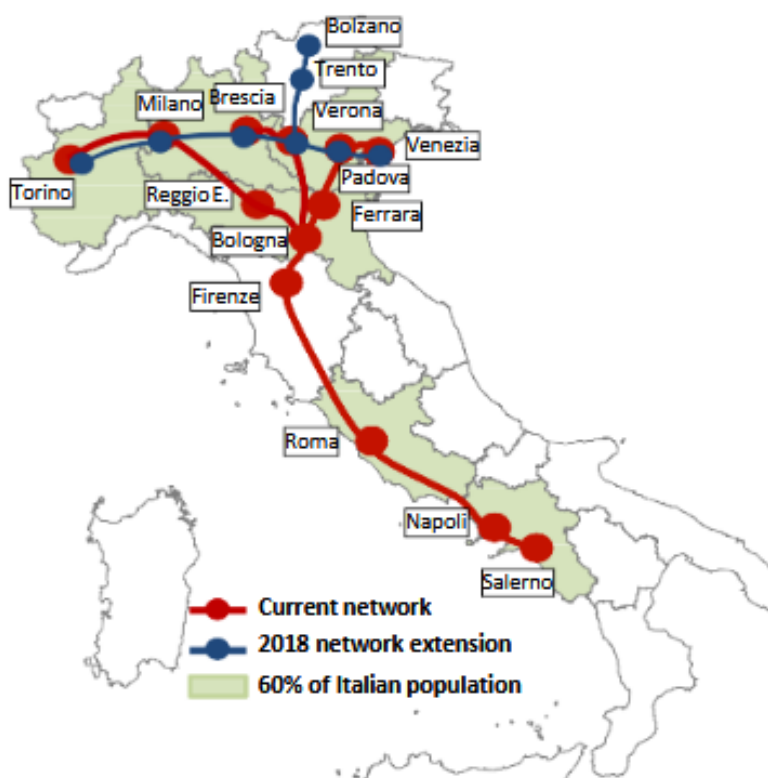 Bolzano
Trento
Brescia
Milano
Verona
Venezia
Padova
Torino
Reggio E.
Ferrara
Bologna
Firenze
Roma
Napoli
Salerno
Current network
2018 network extension
60% of Italian population